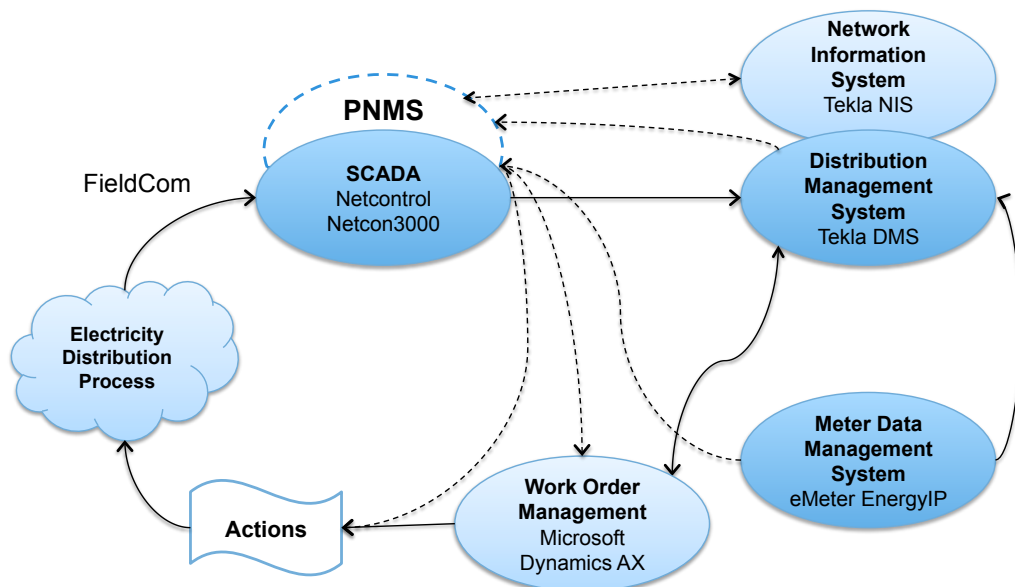 Network
Information
System
Tekla NIS
PNMS
SCADA
Netcontrol
Netcon3000
Distribution
Management
System
Tekla DMS
FieldCom
Electricity
Distribution
Process
Meter Data
Management
System
eMeter EnergyIP
Work Order
Management
Microsoft
Dynamics AX
Actions